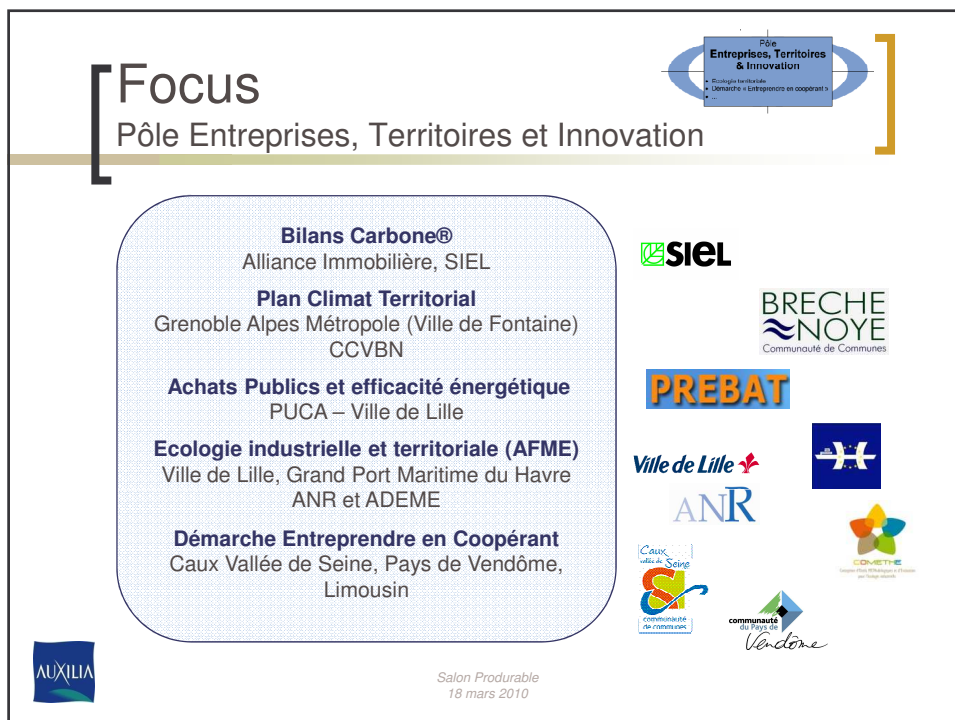 Pôle
Entreprises, Territoires
& Innovation
• Ecologie territoriale
• Démarche « Entreprendre en coopérant »
• ...
Focus
Pôle Entreprises, Territoires et Innovation
Bilans Carbone®
Alliance Immobilière, SIEL
Plan Climat Territorial
Grenoble Alpes Métropole (Ville de Fontaine)
CCVBN
Achats Publics et efficacité énergétique
PUCA – Ville de Lille
Ecologie industrielle et territoriale (AFME)
Ville de Lille, Grand Port Maritime du Havre
ANR et ADEME
Démarche Entreprendre en Coopérant
Caux Vallée de Seine, Pays de Vendôme,
Limousin
SIEL
BRECHE
NOYE
Communauté de Communes
PREBAT
Ville de Lille
ANR
COMETHE
Caux
vallée de Seine
communauté
de communes
communauté
du Pays de
Vendôme
AUXILIA
Salon Produrable
18 mars 2010